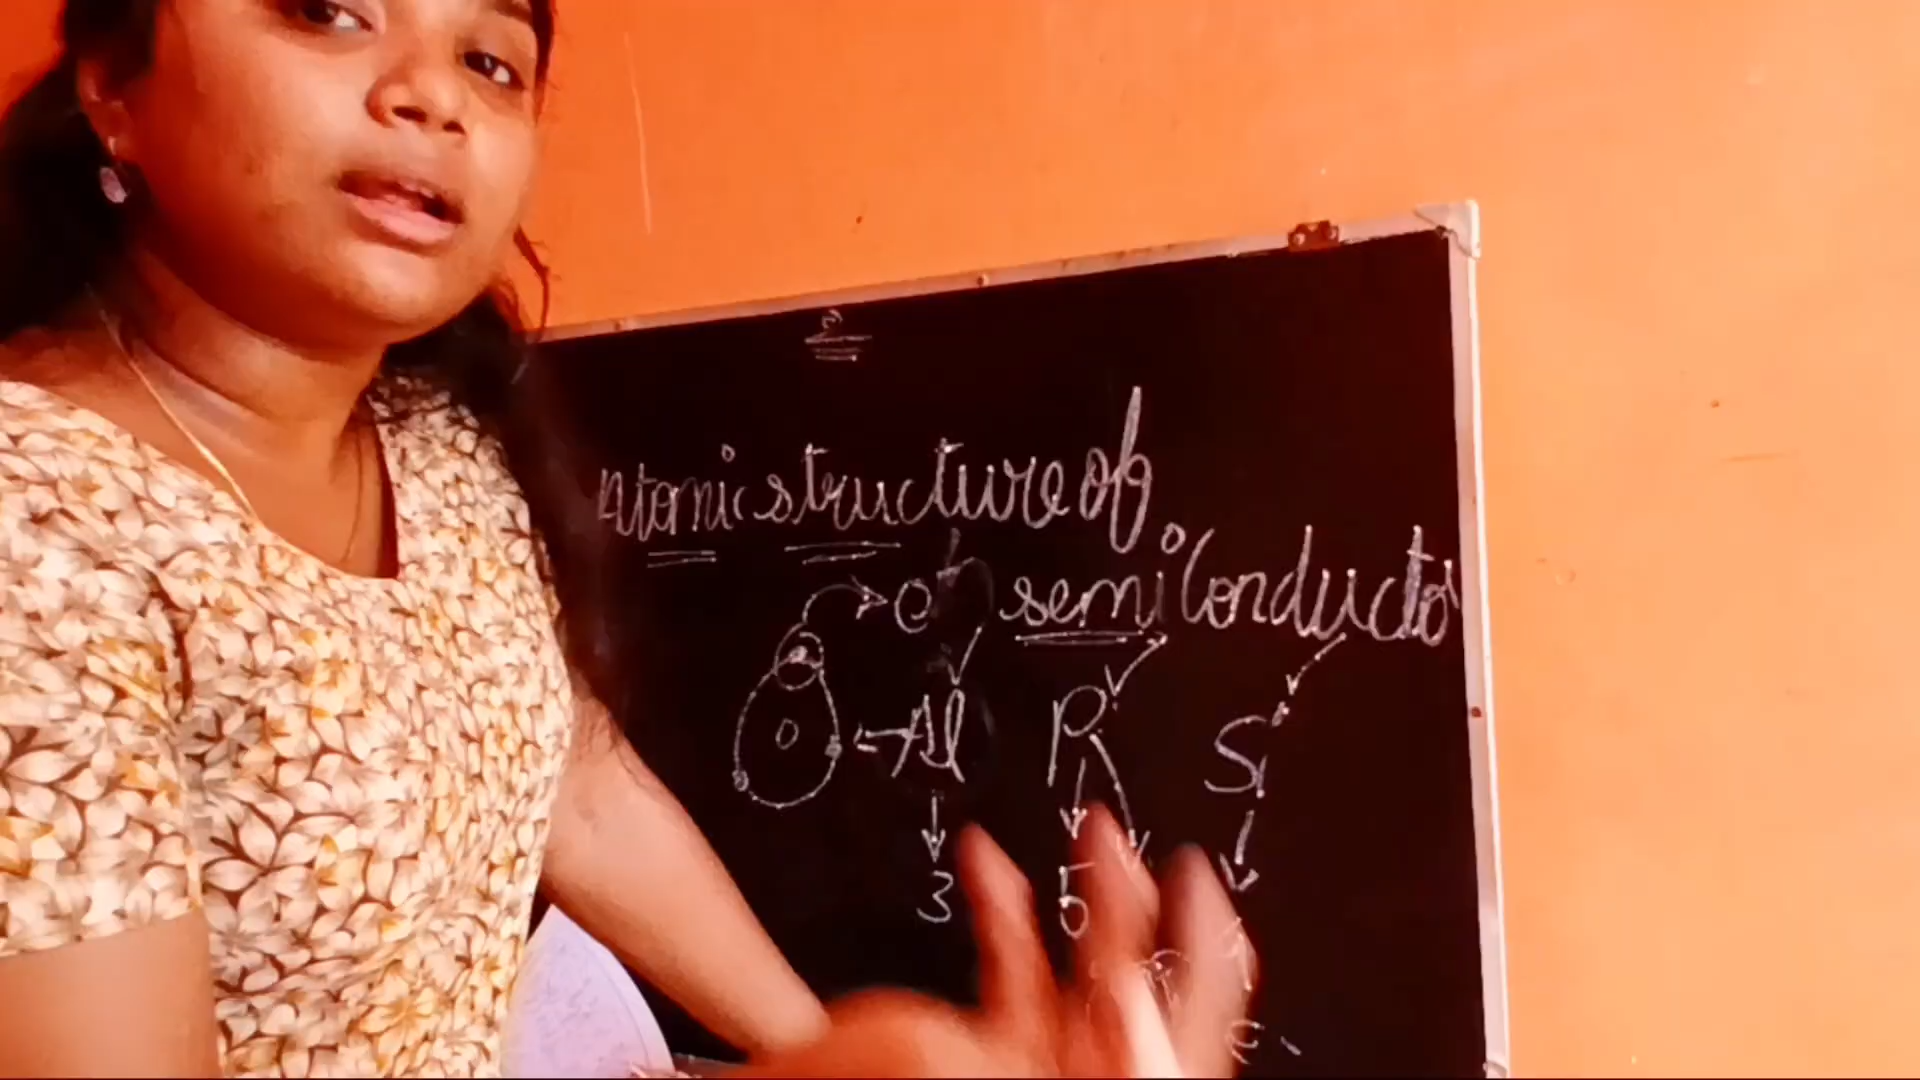 Atomic structure of
semiconductor
Al P Si
3 5